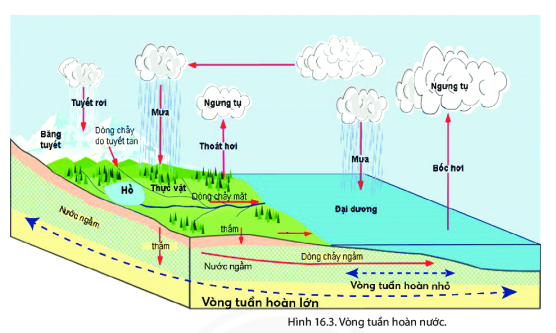 Tuyết rơi
Mưa
Ngưng tụ
Ngưng tụ
Băng
tuyết
Dòng chảy
do tuyết tan
Thoát hơi
Mưa
Bốc hơi
Hồ
Thực vật
Dòng chảy mặt
Đại dương
Nước ngầm
thấm
thấm
Nước ngầm
Dòng chảy ngầm
Vòng tuần hoàn nhỏ
Vòng tuần hoàn lớn
Hình 16.3. Vòng tuần hoàn nước.